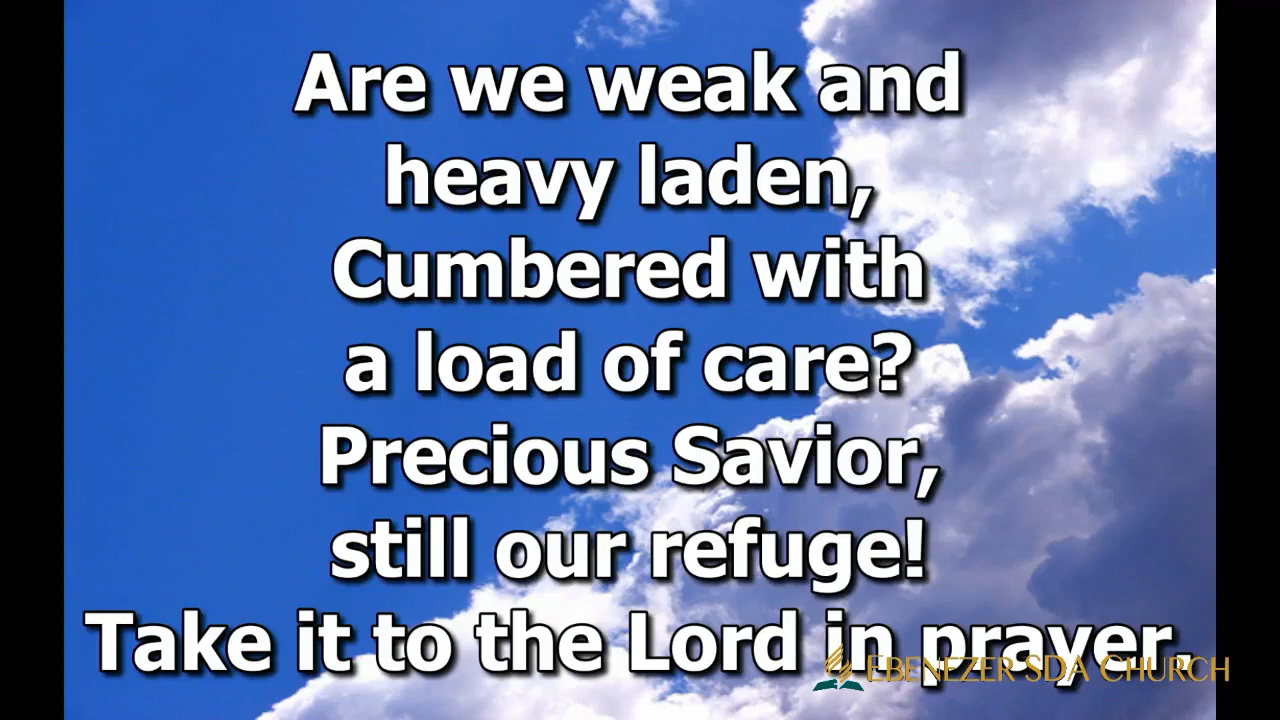 Are we weak and
heavy laden,
Cumbered with
a load of care?
Precious Savior,
still our refuge!
Take it to the Lord in prayer.
EBENEZER SDA CHURCH